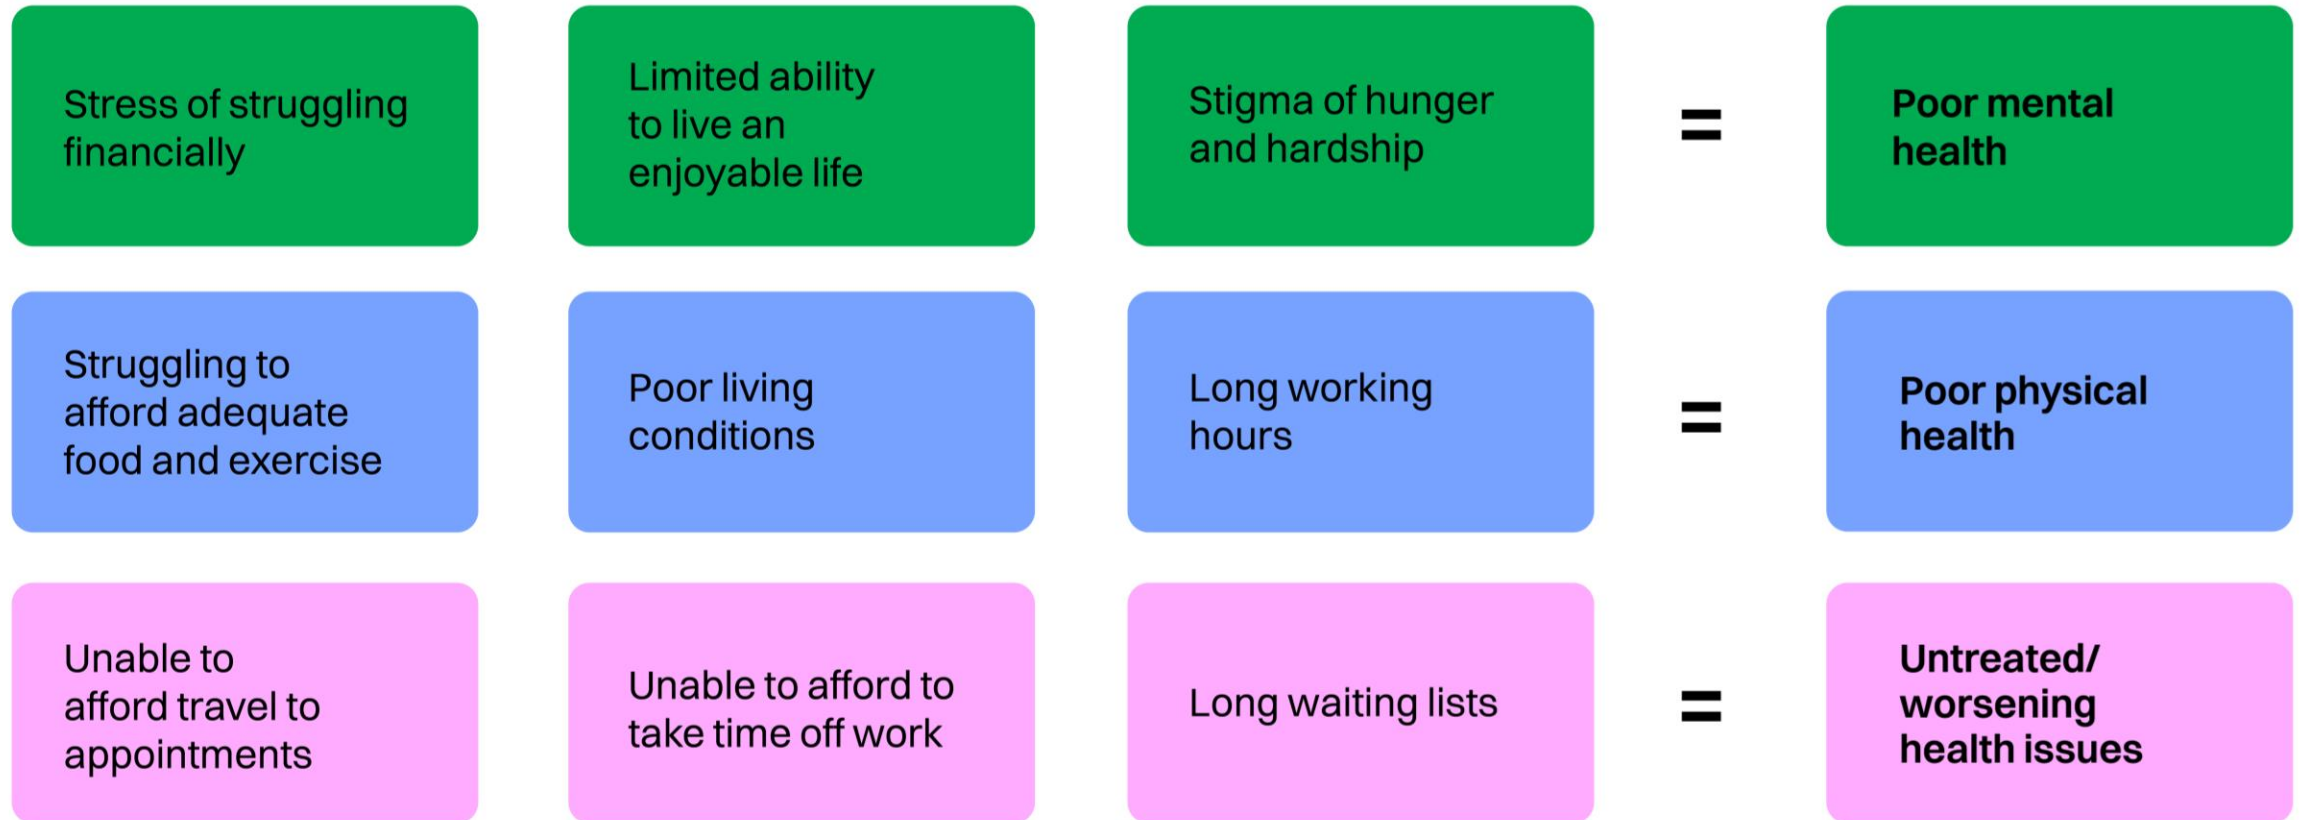 Stress of struggling
financially
Limited ability
to live an
enjoyable life
Stigma of hunger
and hardship
=
Poor mental
health
Struggling to
afford adequate
food and exercise
Poor living
conditions
Long working
hours
=
Poor physical
health
Unable to
afford travel to
appointments
Unable to afford to
take time off work
Long waiting lists
=
Untreated/
worsening
health issues